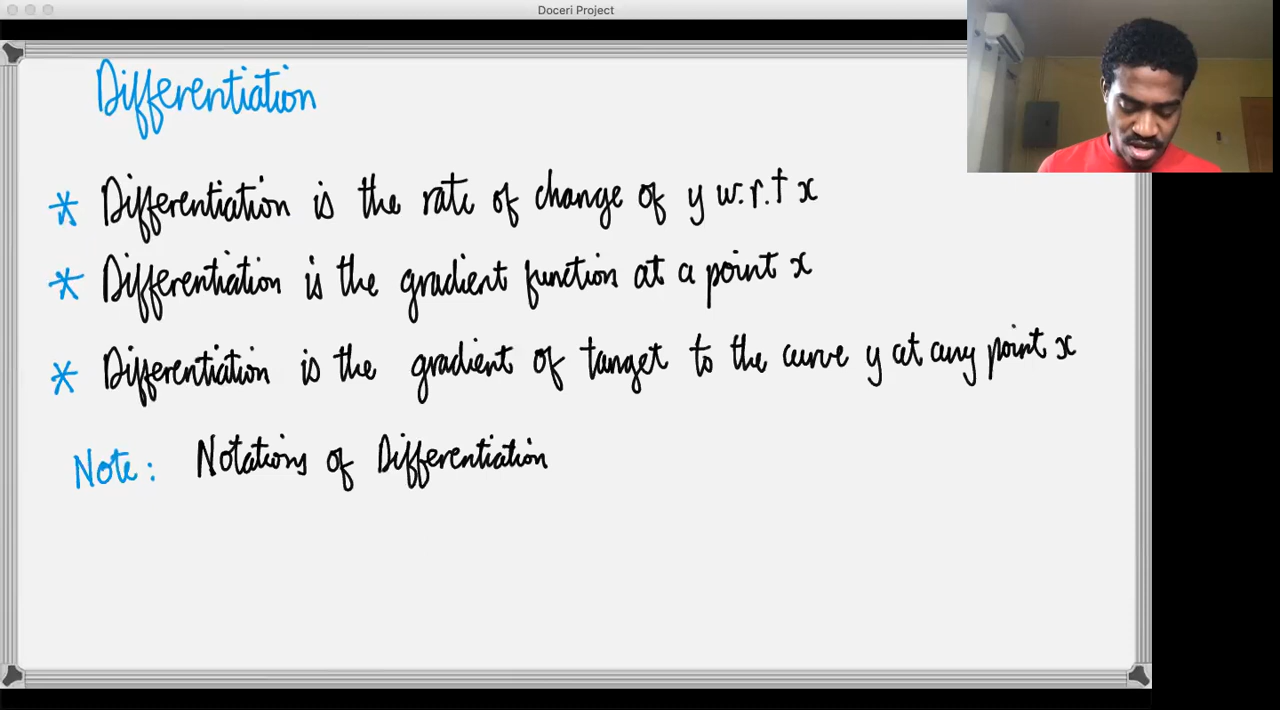 Doceri Project
Differentiation
* Differentiation is the rate of change of y w.r.t x
* Differentiation is the gradient function at a point x
* Differentiation is the gradient of tanget to the curve y at any point x
Note: Notations of Differentiation